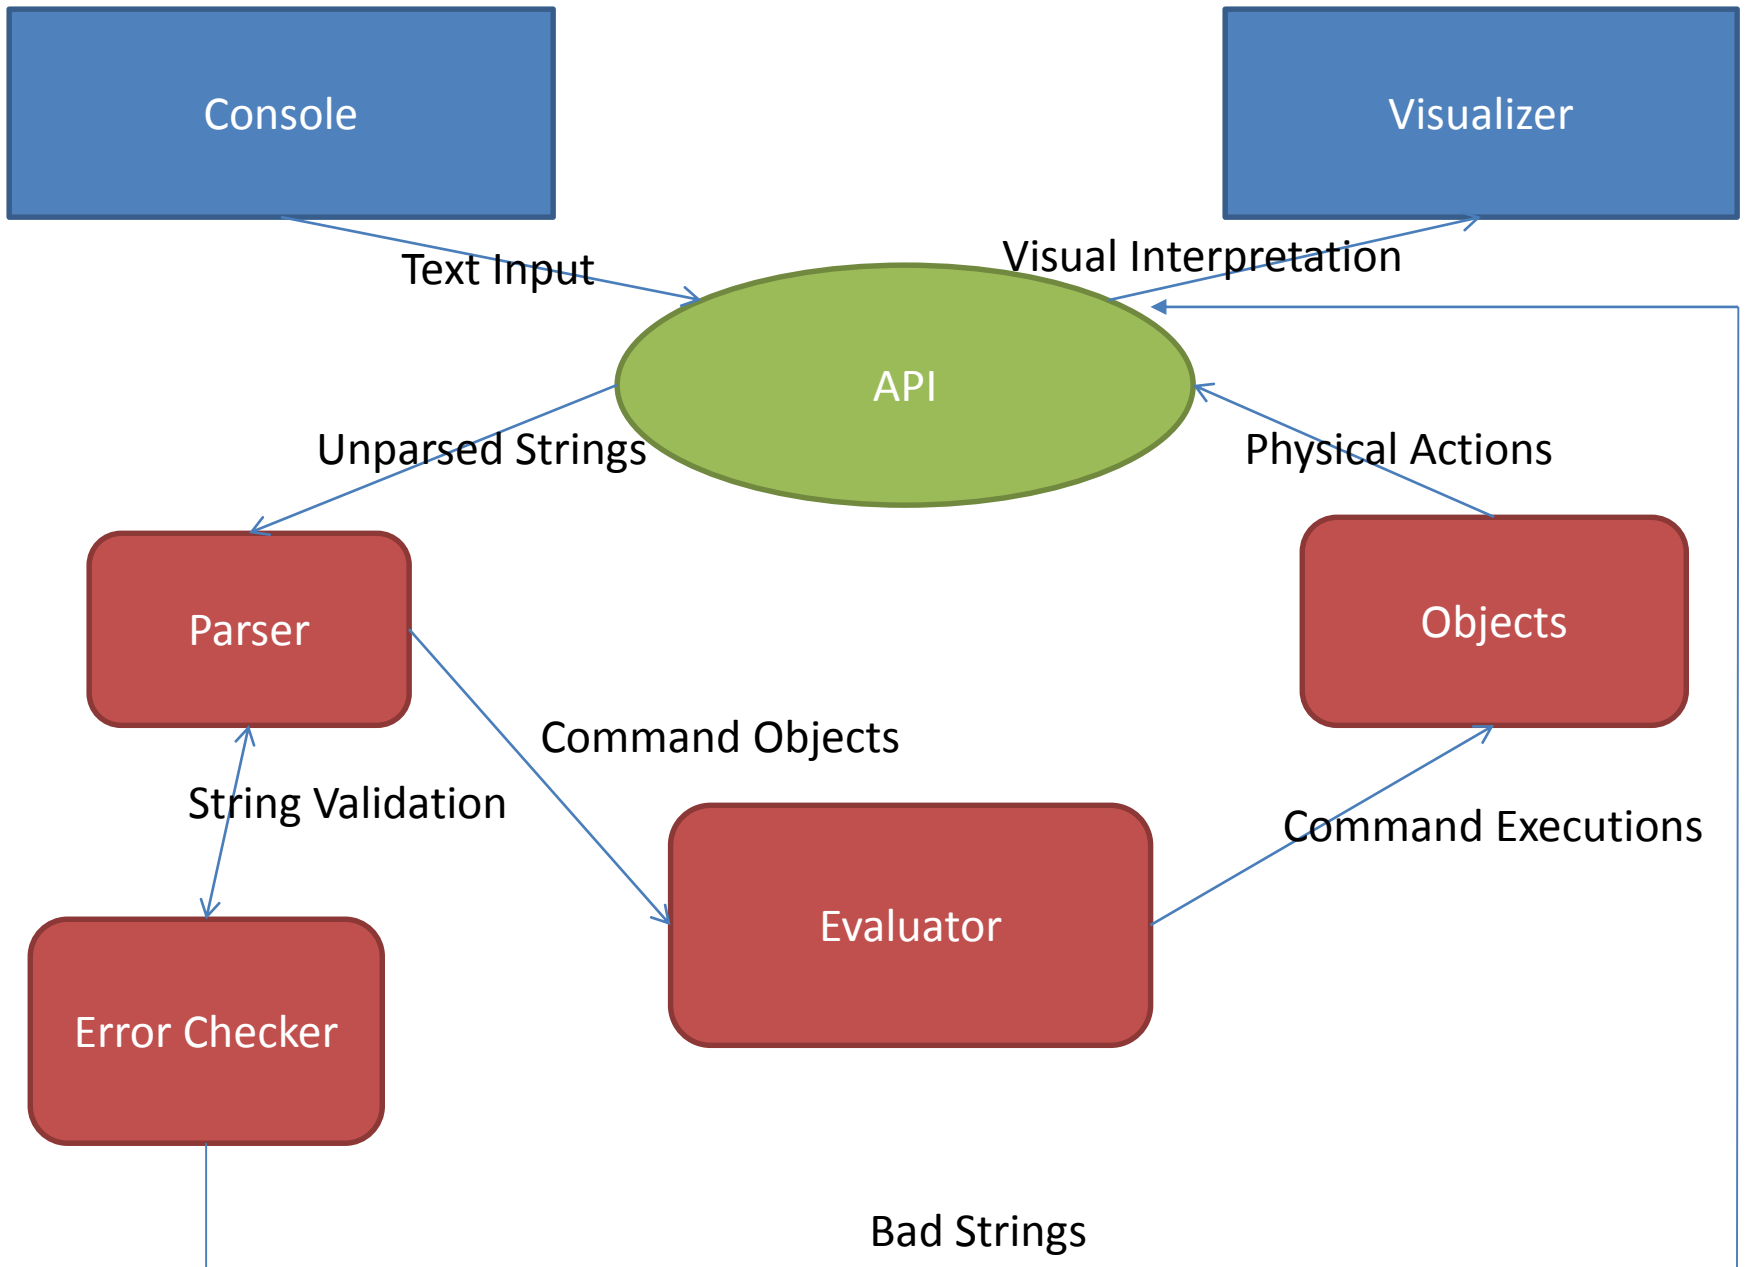 Console
Visualizer
Text Input
Visual Interpretation
API
Unparsed Strings
Physical Actions
Parser
Objects
Command Objects
String Validation
Command Executions
Evaluator
Error Checker
Bad Strings